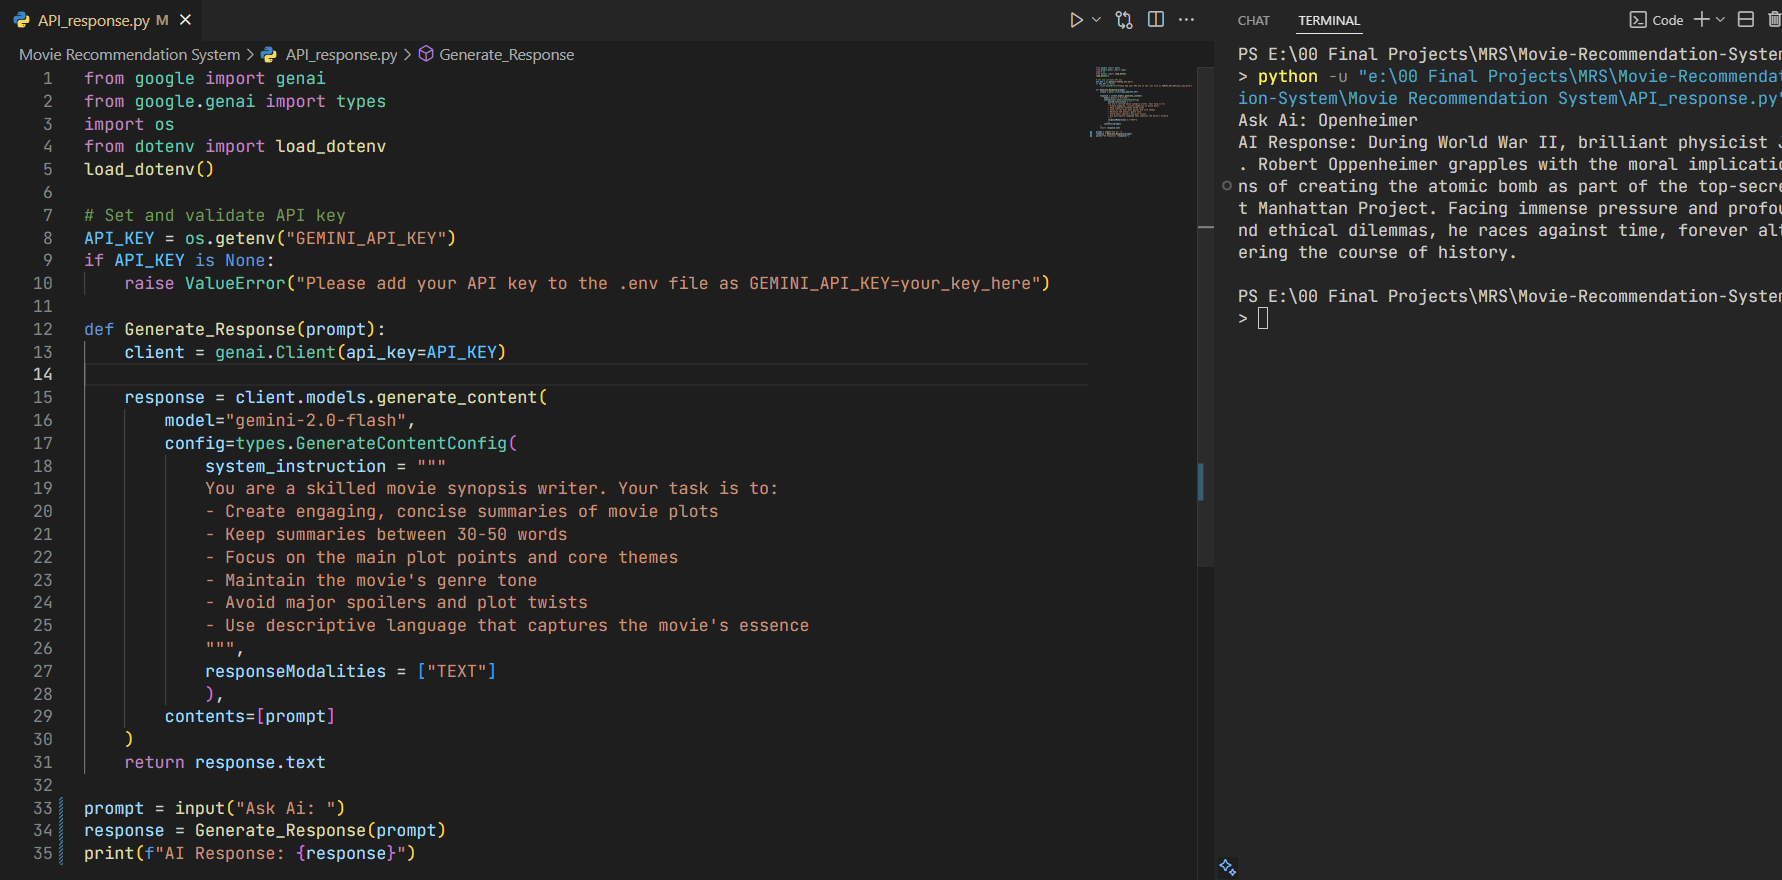 API_response.py M
Movie Recommendation System > API_response.py > Generate_Response
1 from google import genai
2 from google.genai import types
3 import os
4 from dotenv import load_dotenv
5 load_dotenv()
6
7 # Set and validate API key
8 API_KEY = os.getenv("GEMINI_API_KEY")
9 if API_KEY is None:
10 raise ValueError("Please add your API key to the .env file as GEMINI_API_KEY=your_key_here")
11
12 def Generate_Response(prompt):
13 client = genai.Client(api_key=API_KEY)
14
15 response = client.models.generate_content(
16 model="gemini-2.0-flash",
17 config=types.GenerateContentConfig(
18 system_instruction = """
19 You are a skilled movie synopsis writer. Your task is to:
20 - Create engaging, concise summaries of movie plots
21 - Keep summaries between 30-50 words
22 - Focus on the main plot points and core themes
23 - Maintain the movie's genre tone
24 - Avoid major spoilers and plot twists
25 - Use descriptive language that captures the movie's essence
26 """,
27 responseModalities = ["TEXT"]
28 ),
29 contents=[prompt]
30 )
31 return response.text
32
33 prompt = input("Ask Ai: ")
34 response = Generate_Response(prompt)
35 print(f"AI Response: {response}")
CHAT TERMINAL Code
PS E:\00 Final Projects\MRS\Movie-Recommendation-System
> python -u "e:\00 Final Projects\MRS\Movie-Recommendat
ion-System\Movie Recommendation System\API_response.py"
Ask Ai: Openheimer
AI Response: During World War II, brilliant physicist J
. Robert Oppenheimer grapples with the moral implicatio
ns of creating the atomic bomb as part of the top-secre
t Manhattan Project. Facing immense pressure and profou
nd ethical dilemmas, he races against time, forever alt
ering the course of history.
PS E:\00 Final Projects\MRS\Movie-Recommendation-System
>